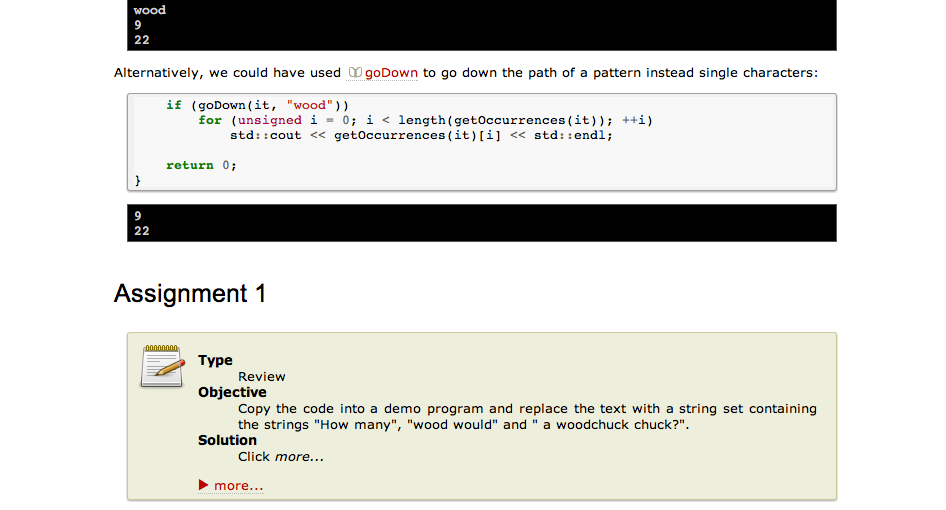 wood
9
22
Alternatively, we could have used goDown to go down the path of a pattern instead single characters:
if (goDown(it, "wood"))
for (unsigned i = 0; i < length(getOccurrences(it)); ++i)
std::cout << getOccurrences(it)[i] << std::endl;
return 0;
}
9
22
Assignment 1
Type
Review
Objective
Copy the code into a demo program and replace the text with a string set containing
the strings "How many", "wood would" and " a woodchuck chuck?".
Solution
Click more...
more...